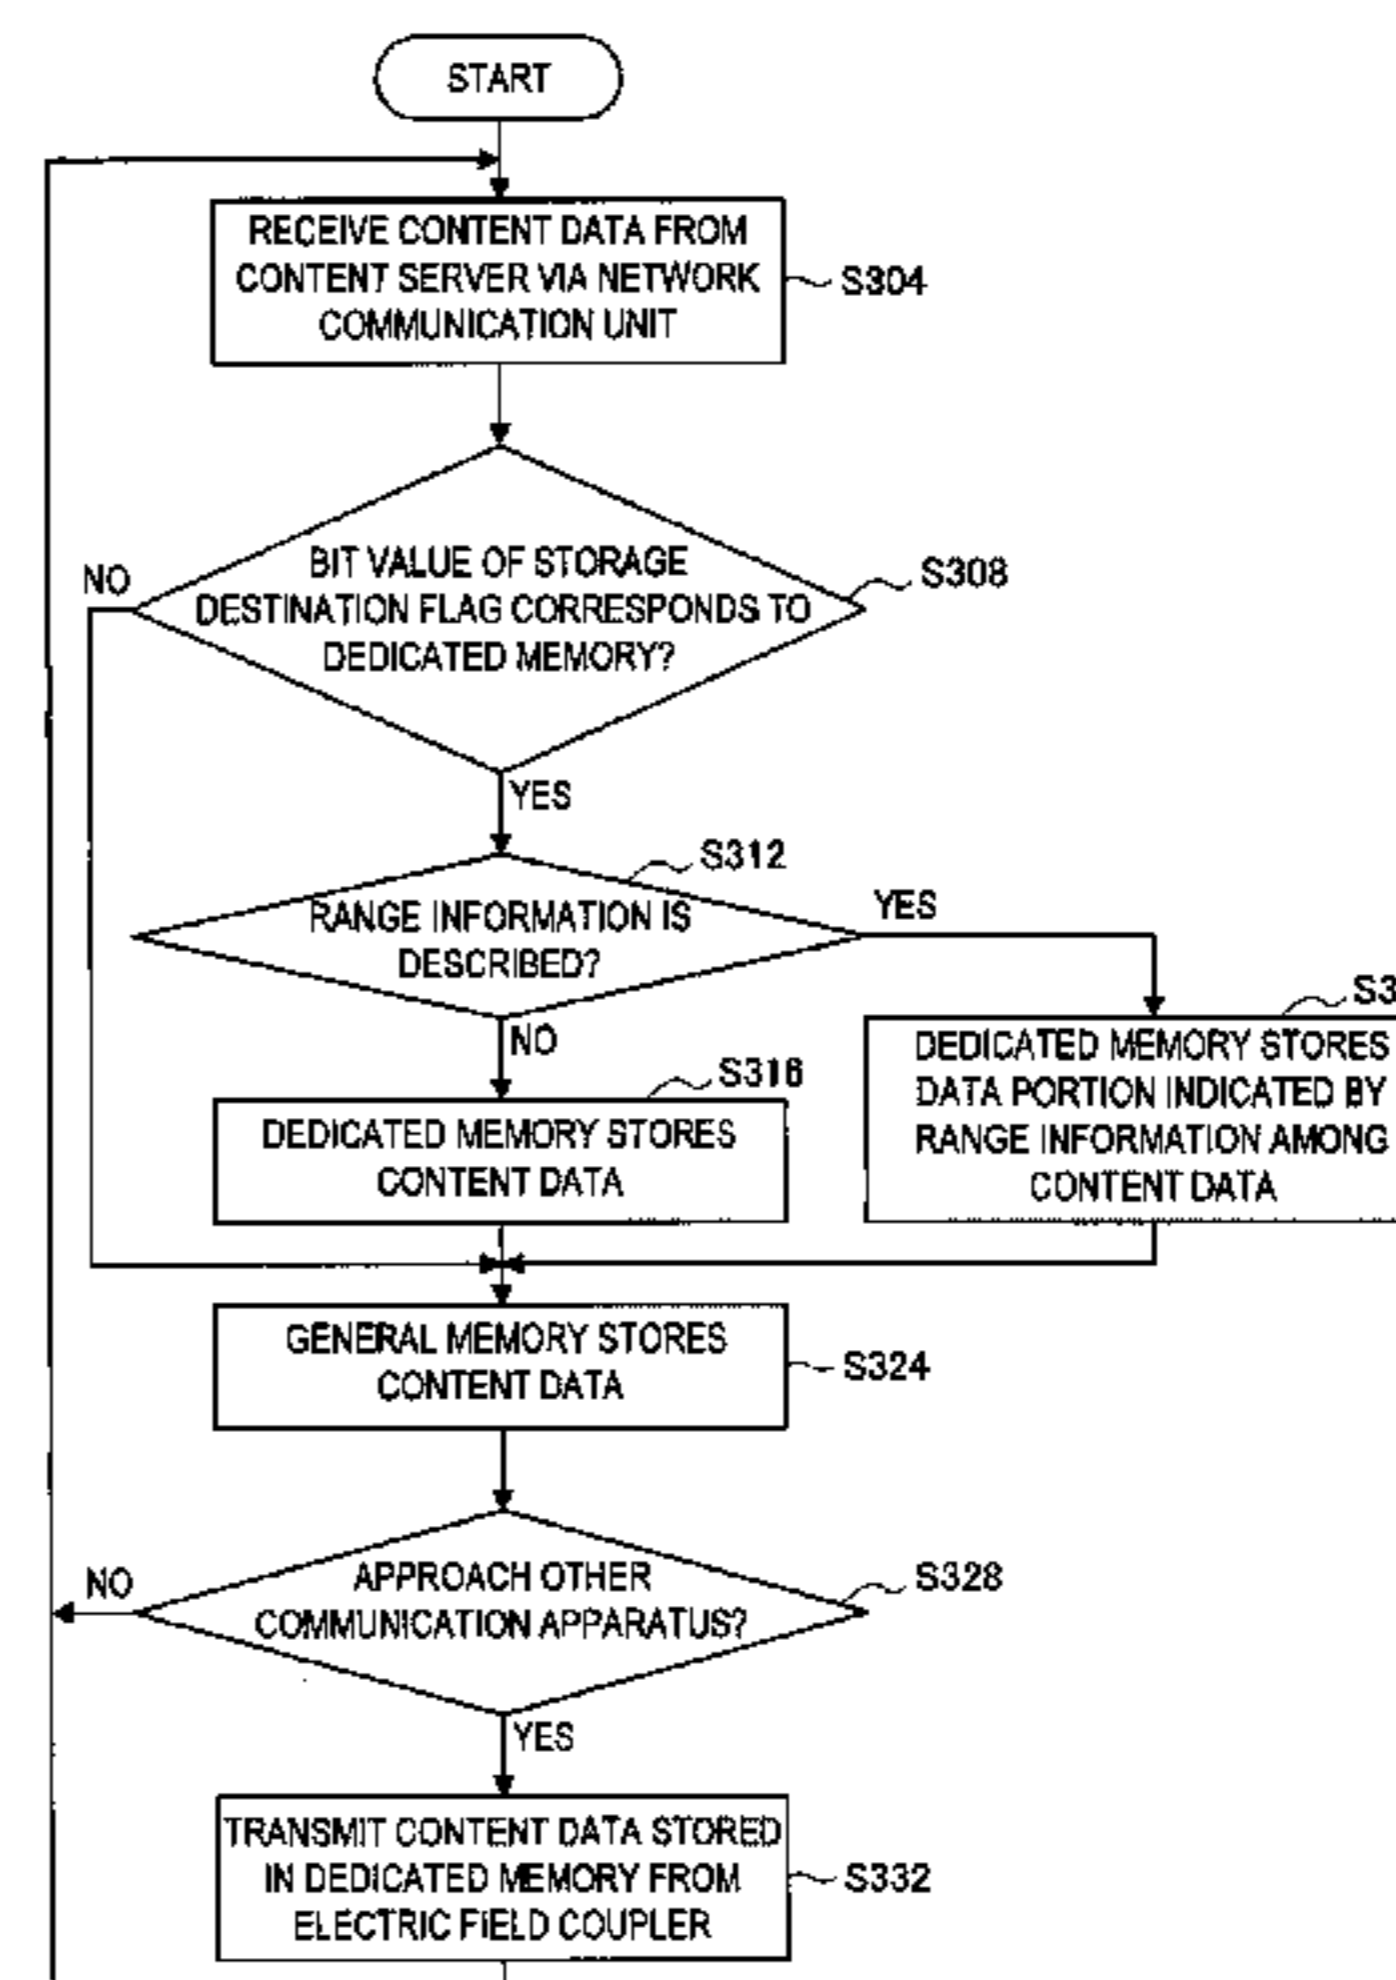 START
RECEIVE CONTENT DATA FROM
CONTENT SERVER VIA NETWORK
COMMUNICATION UNIT
S304
BIT VALUE OF STORAGE
DESTINATION FLAG CORRESPONDS TO
DEDICATED MEMORY?
S308
NO
YES
S312
RANGE INFORMATION IS
DESCRIBED?
YES
NO
S316
DEDICATED MEMORY STORES
CONTENT DATA
S3
DEDICATED MEMORY STORES
DATA PORTION INDICATED BY
RANGE INFORMATION AMONG
CONTENT DATA
GENERAL MEMORY STORES
CONTENT DATA
S324
APPROACH OTHER
COMMUNICATION APPARATUS?
S328
NO
YES
TRANSMIT CONTENT DATA STORED
IN DEDICATED MEMORY FROM
ELECTRIC FIELD COUPLER
S332